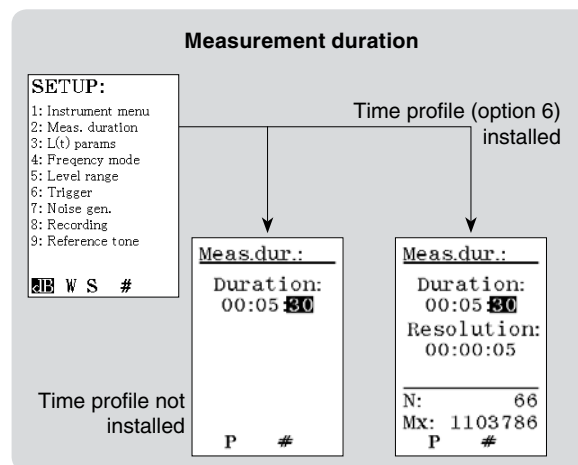 Measurement duration
SETUP:
1: Instrument menu
2: Meas. duration
3: L(t) params
4: Freqency mode
5: Level range
6: Trigger
7: Noise gen.
8: Recording
9: Reference tone
dB W S #
Time profile (option 6)
installed
Meas.dur.:
Duration:
00:05:30
P #
Time profile not
installed
Meas.dur.:
Duration:
00:05:30
Resolution:
00:00:05
N: 66
Mx: 1103786
P #